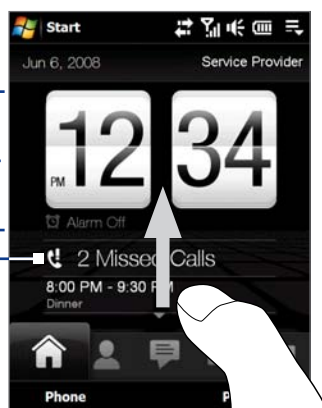 Start
Jun 6, 2008 Service Provider
12 34
PM
Alarm Off
2 Missed Calls
8:00 PM - 9:30 PM
Dinner
Phone